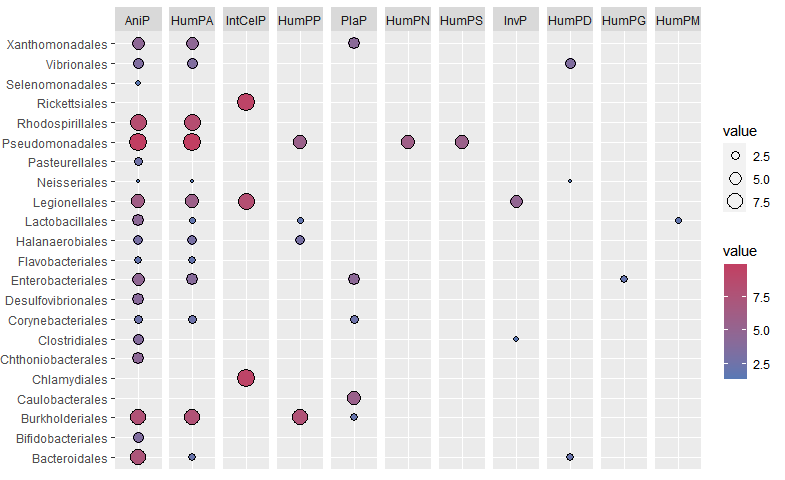 AniP HumPA IntCelP HumPP PlaP HumPN HumPS InvP HumPD HumPG HumPM
Xanthomonadales
Vibrionales
Selenomonadales
Rickettsiales
Rhodospirillales
Pseudomonadales
Pasteurellales
Neisseriales
Legionellales
Lactobacillales
Halanaerobiales
Flavobacteriales
Enterobacteriales
Desulfovibrionales
Corynebacteriales
Clostridiales
Chthoniobacterales
Chlamydiales
Caulobacterales
Burkholderiales
Bifidobacteriales
Bacteroidales
value
2.5
5.0
7.5
value
7.5
5.0
2.5